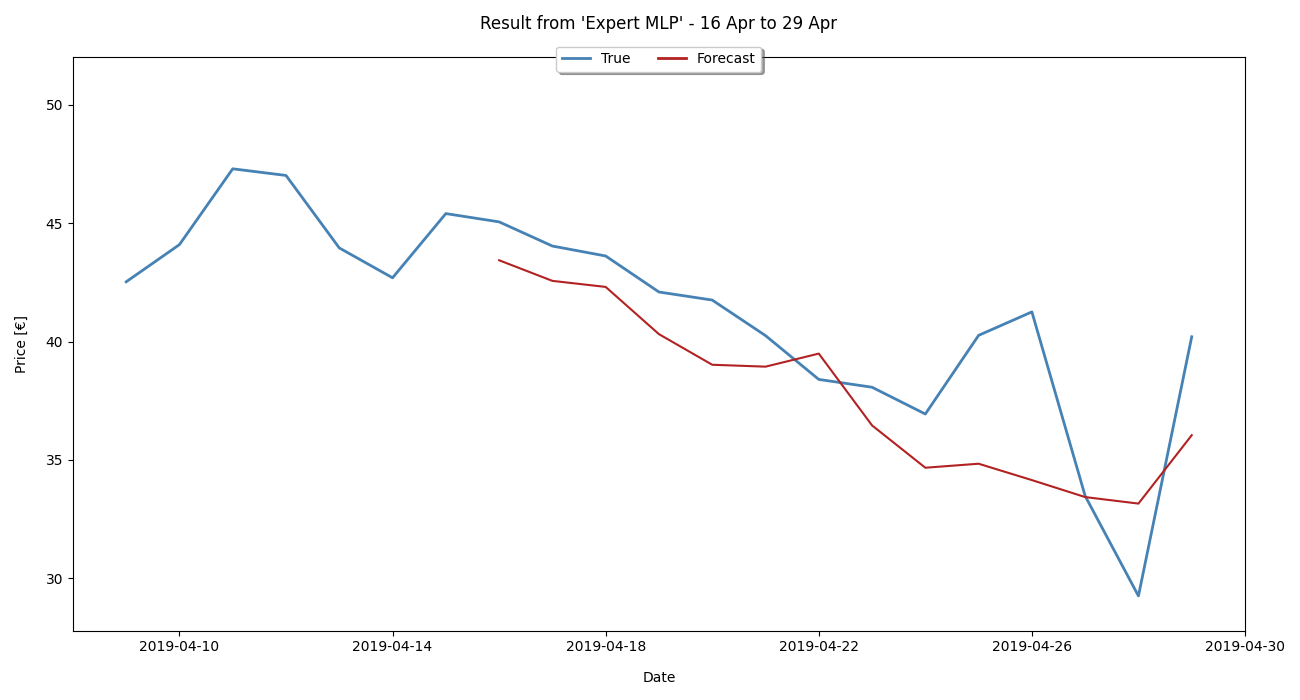 Result from 'Expert MLP' - 16 Apr to 29 Apr
True Forecast
50
45
40
35
30
Price [€]
2019-04-10 2019-04-14 2019-04-18 2019-04-22 2019-04-26 2019-04-30
Date